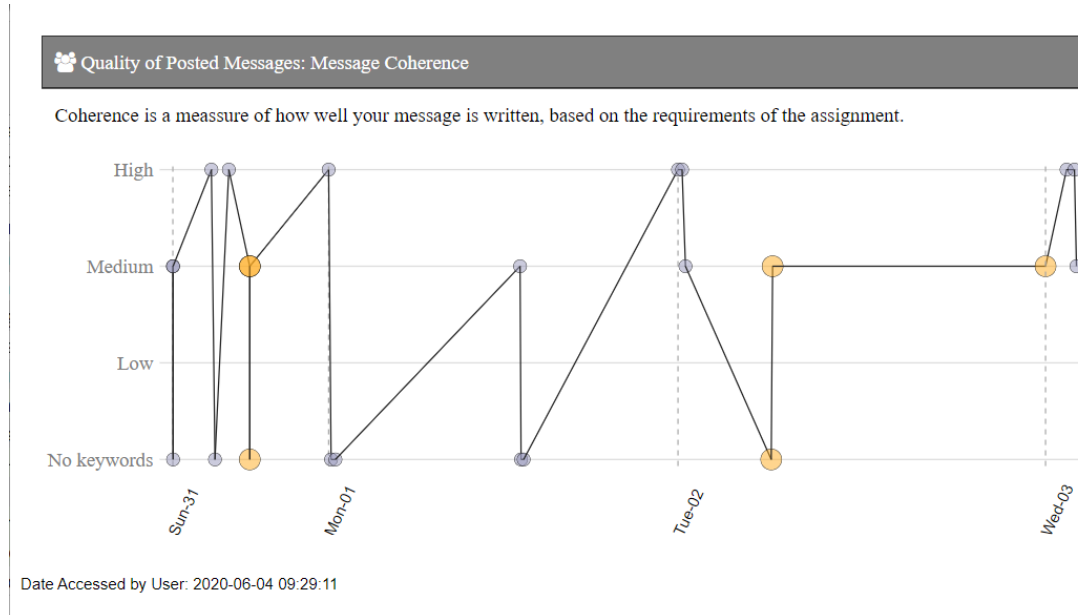 Quality of Posted Messages: Message Coherence
Coherence is a meassure of how well your message is written, based on the requirements of the assignment.
High
Medium
Low
No keywords
Sun-31
Mon-01
Tue-02
Wed-03
Date Accessed by User: 2020-06-04 09:29:11